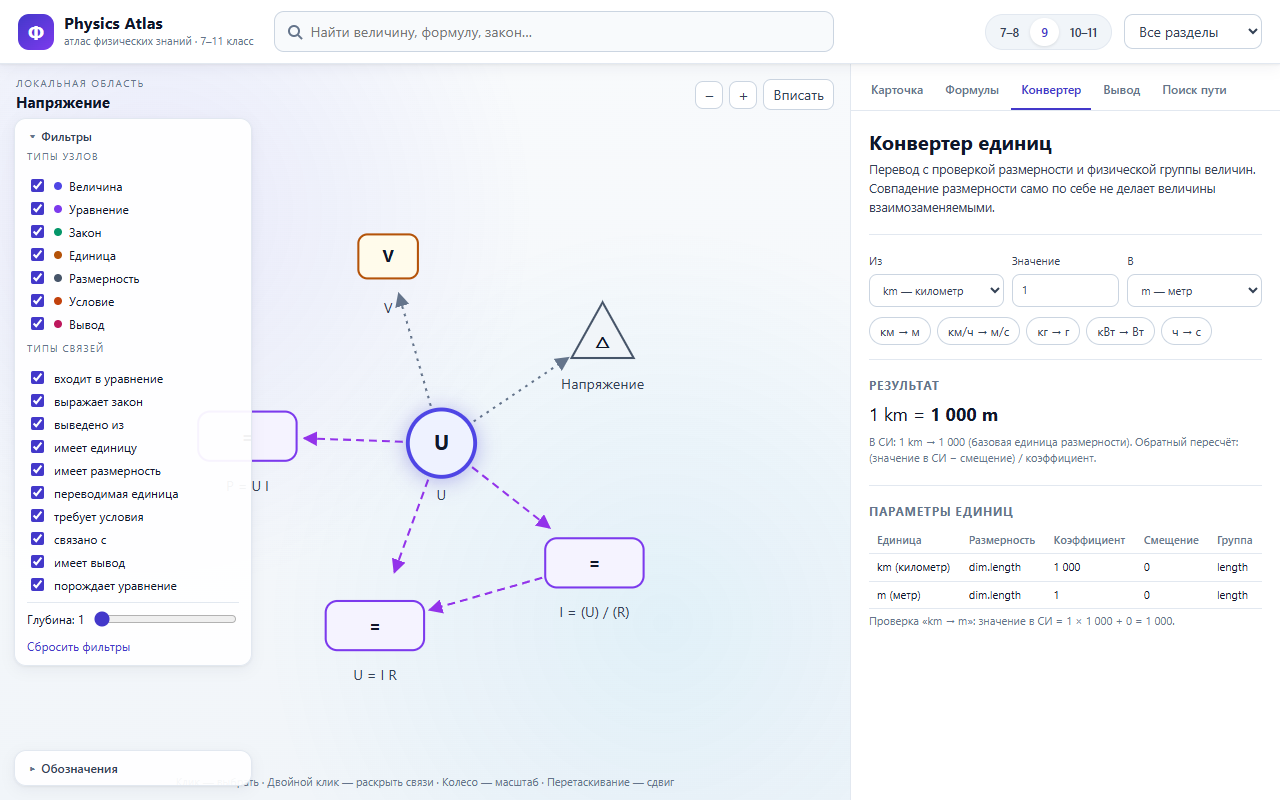 Ф
Physics Atlas
атлас физических знаний · 7–11 класс
Найти величину, формулу, закон...
7–8 9 10–11
Все разделы
ЛОКАЛЬНАЯ ОБЛАСТЬ
Напряжение
− + Вписать
Фильтры
ТИПЫ УЗЛОВ
Величина
Уравнение
Закон
Единица
Размерность
Условие
Вывод
ТИПЫ СВЯЗЕЙ
входит в уравнение
выражает закон
выведено из
имеет единицу
имеет размерность
переводимая единица
требует условия
связано с
имеет вывод
порождает уравнение
Глубина: 1
Сбросить фильтры
Обозначения
V
V
Δ
Напряжение
=
P = U I
U
U
=
I = (U) / (R)
=
U = I R
ть · Двойной клик — раскрыть связи · Колесо — масштаб · Перетаскивание — сдвиг
Карточка Формулы Конвертер Вывод Поиск пути
Конвертер единиц
Перевод с проверкой размерности и физической группы величин.
Совпадение размерности само по себе не делает величины
взаимозаменяемыми.
Из Значение В
km — километр 1 m — метр
км → м км/ч → м/с кг → г кВт → Вт ч → с
РЕЗУЛЬТАТ
1 km = 1 000 m
В СИ: 1 km → 1 000 (базовая единица размерности). Обратный пересчёт:
(значение в СИ − смещение) / коэффициент.
ПАРАМЕТРЫ ЕДИНИЦ
Единица Размерность Коэффициент Смещение Группа
km (километр) dim.length 1 000 0 length
m (метр) dim.length 1 0 length
Проверка «km → m»: значение в СИ = 1 × 1 000 + 0 = 1 000.